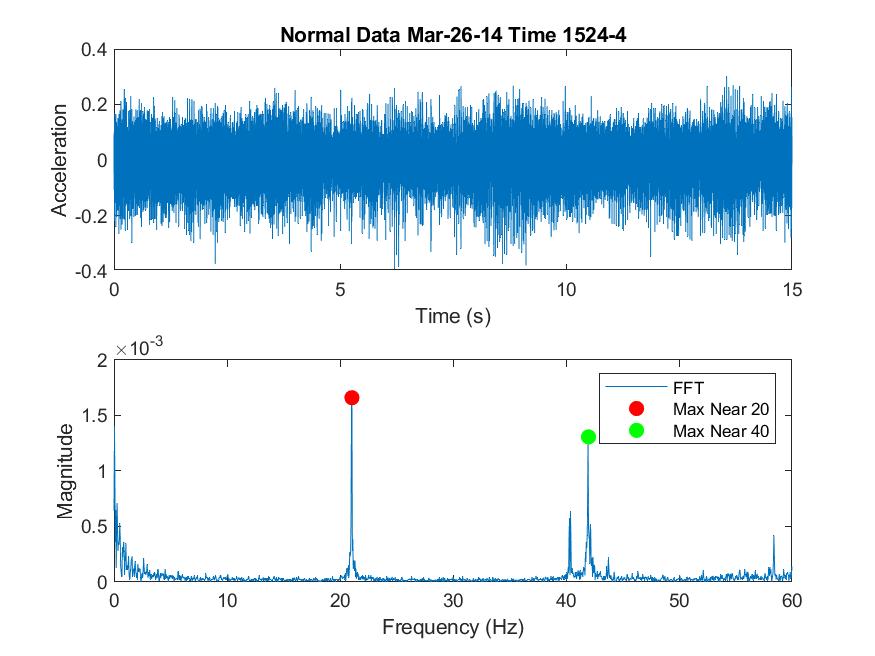 Normal Data Mar-26-14 Time 1524-4
0.4
0.2
0
-0.2
-0.4
Acceleration
0 5 10 15
Time (s)
×10⁻³
2
1.5
1
0.5
0
Magnitude
FFT
Max Near 20
Max Near 40
0 10 20 30 40 50 60
Frequency (Hz)